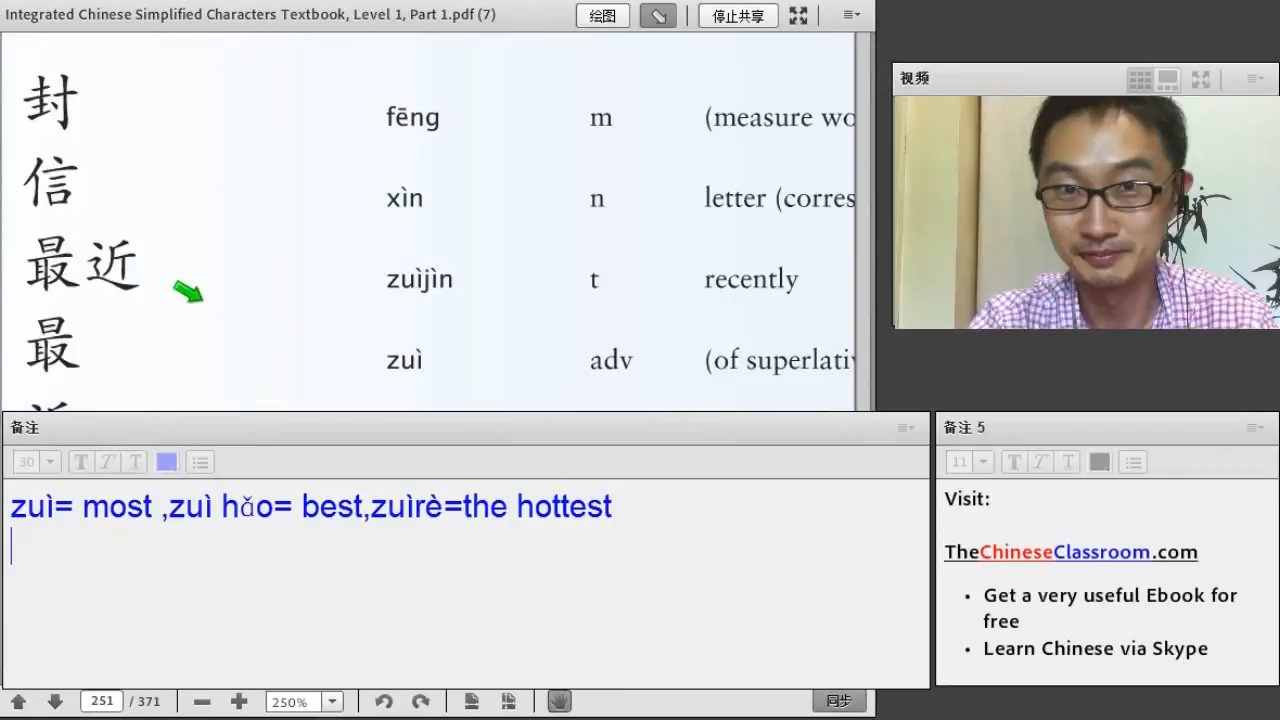 Integrated Chinese Simplified Characters Textbook, Level 1, Part 1.pdf (7)
绘图
停止共享
封 fēng m (measure wo
信 xìn n letter (corres
最近 zuìjìn t recently
最 zuì adv (of superlativ
视频
备注
30
zuì= most ,zuì hǎo= best,zuìrè=the hottest
备注 5
11
Visit:
TheChineseClassroom.com
• Get a very useful Ebook for
free
• Learn Chinese via Skype
251 / 371
250%
同步